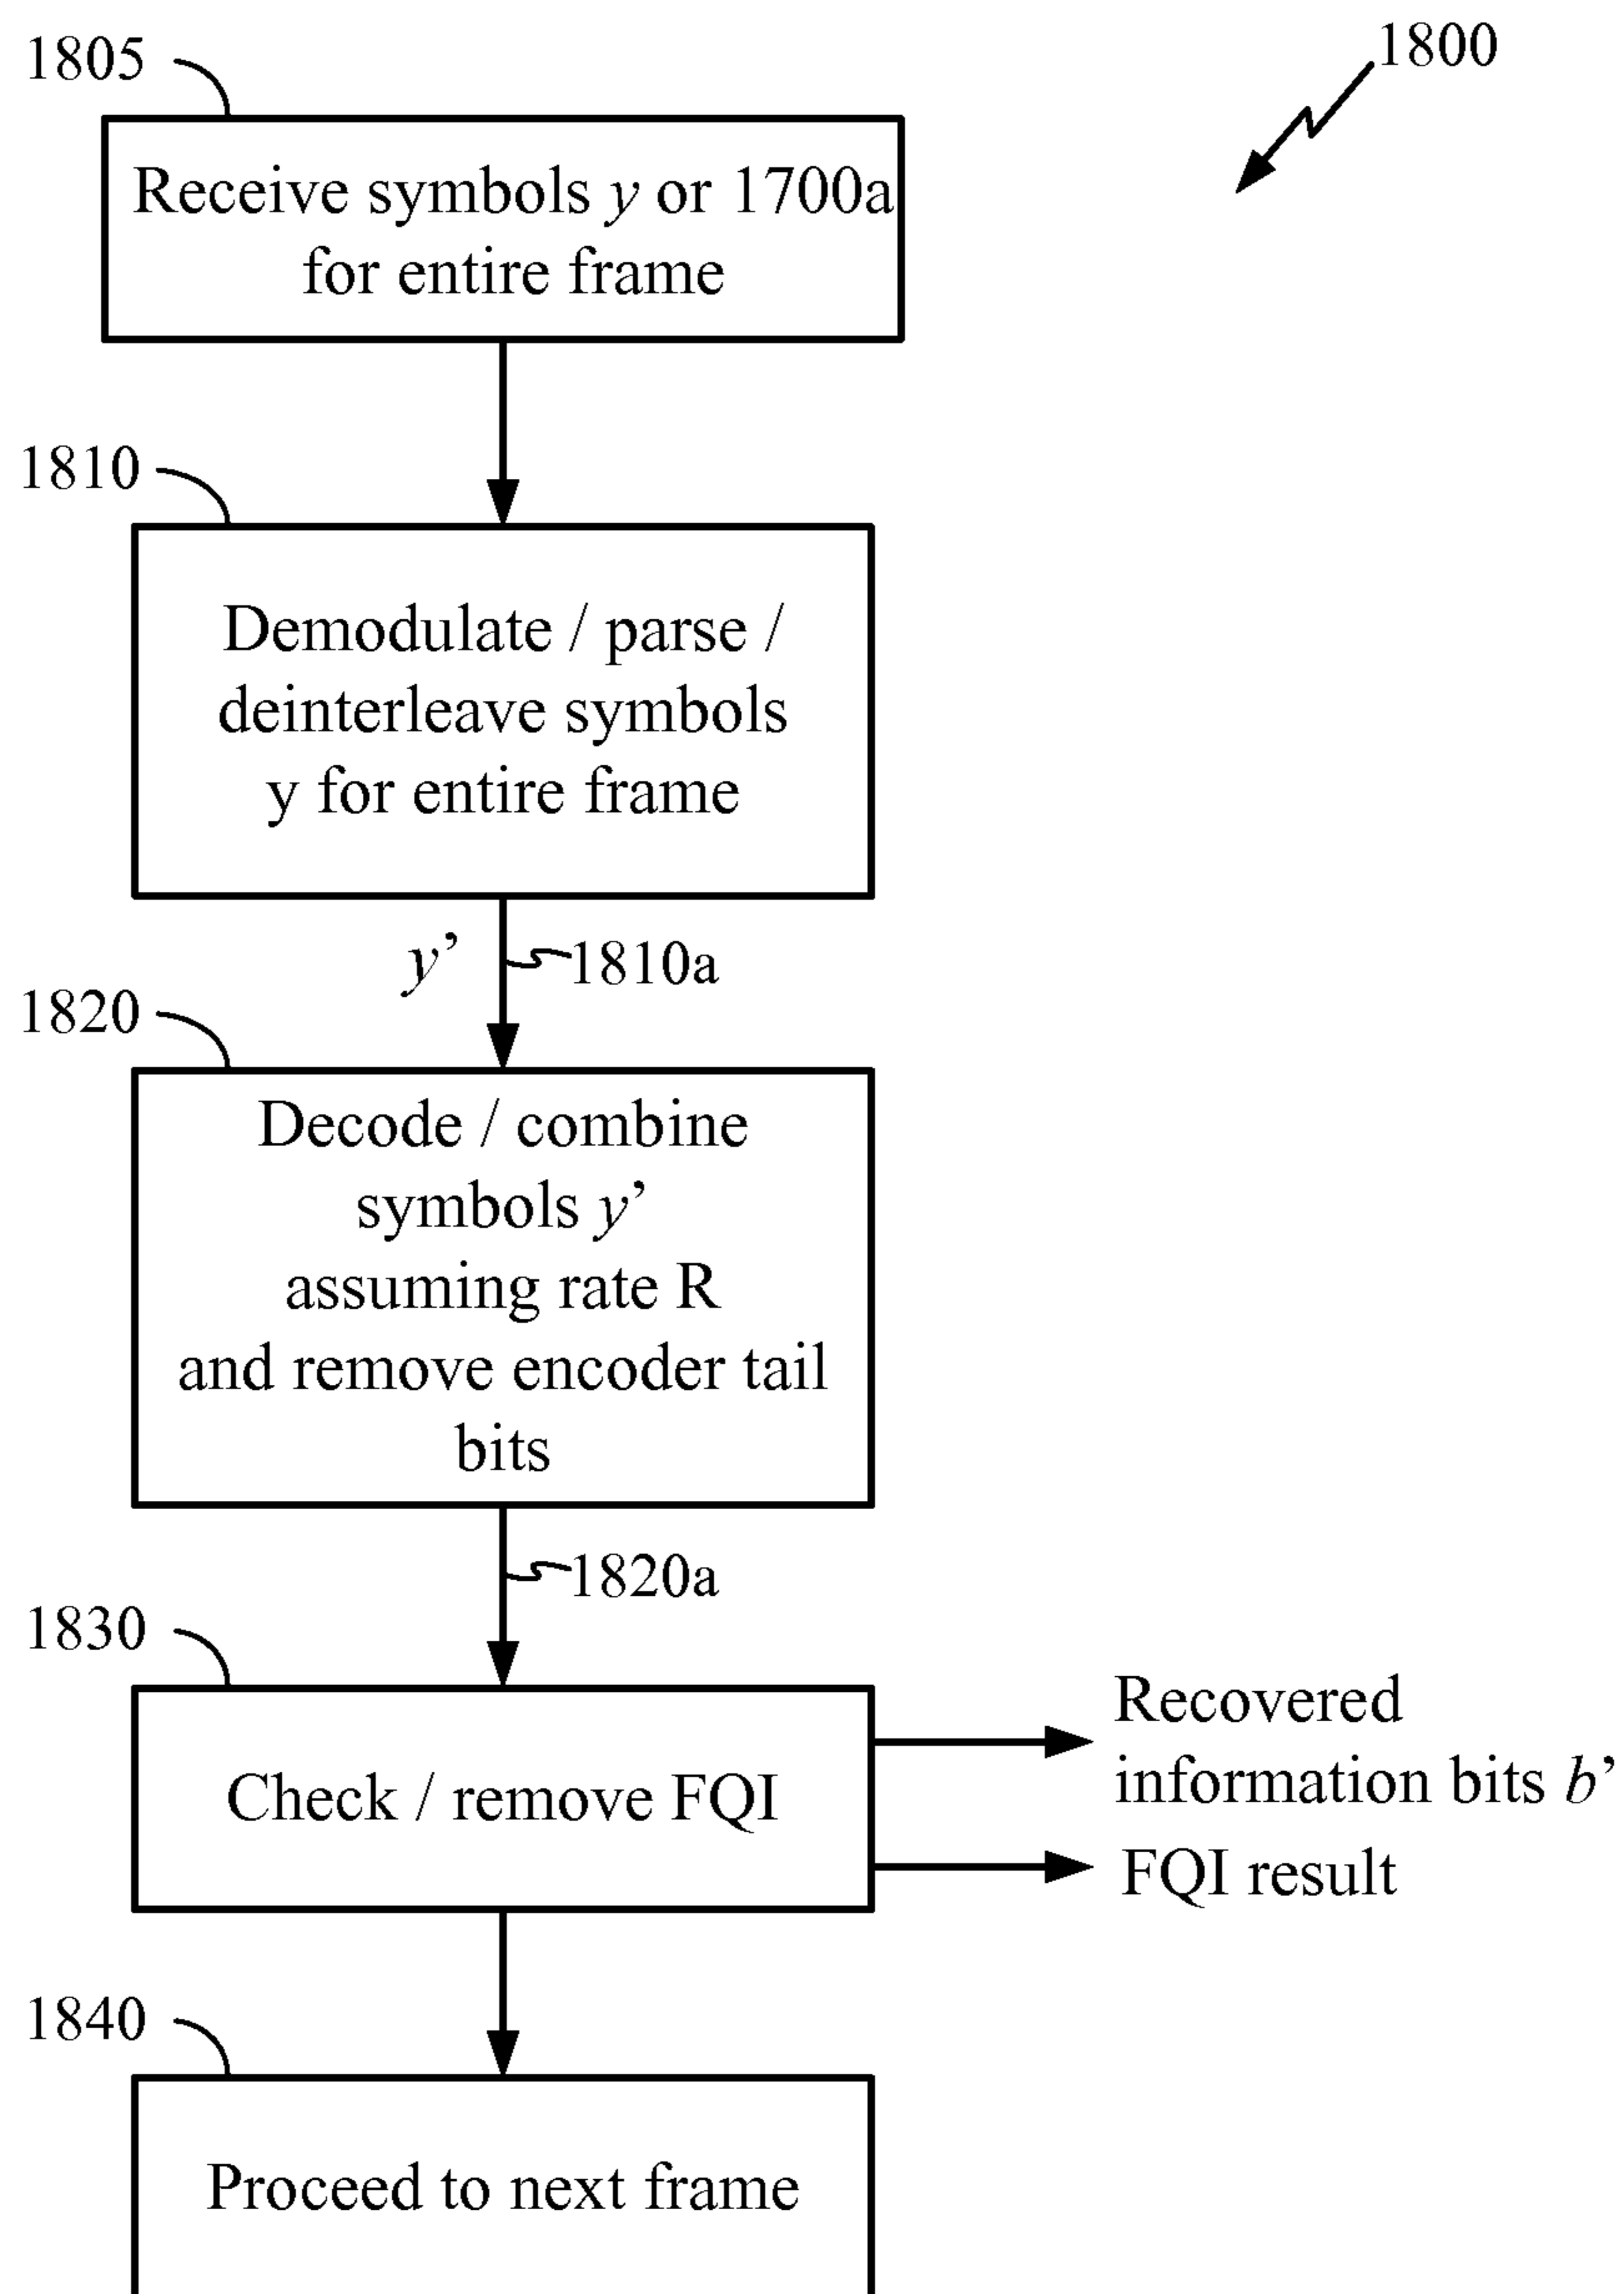 1805
1800
Receive symbols y or 1700a
for entire frame
1810
Demodulate / parse /
deinterleave symbols
y for entire frame
y’
1810a
1820
Decode / combine
symbols y’
assuming rate R
and remove encoder tail
bits
1820a
1830
Check / remove FQI
Recovered
information bits b’
FQI result
1840
Proceed to next frame